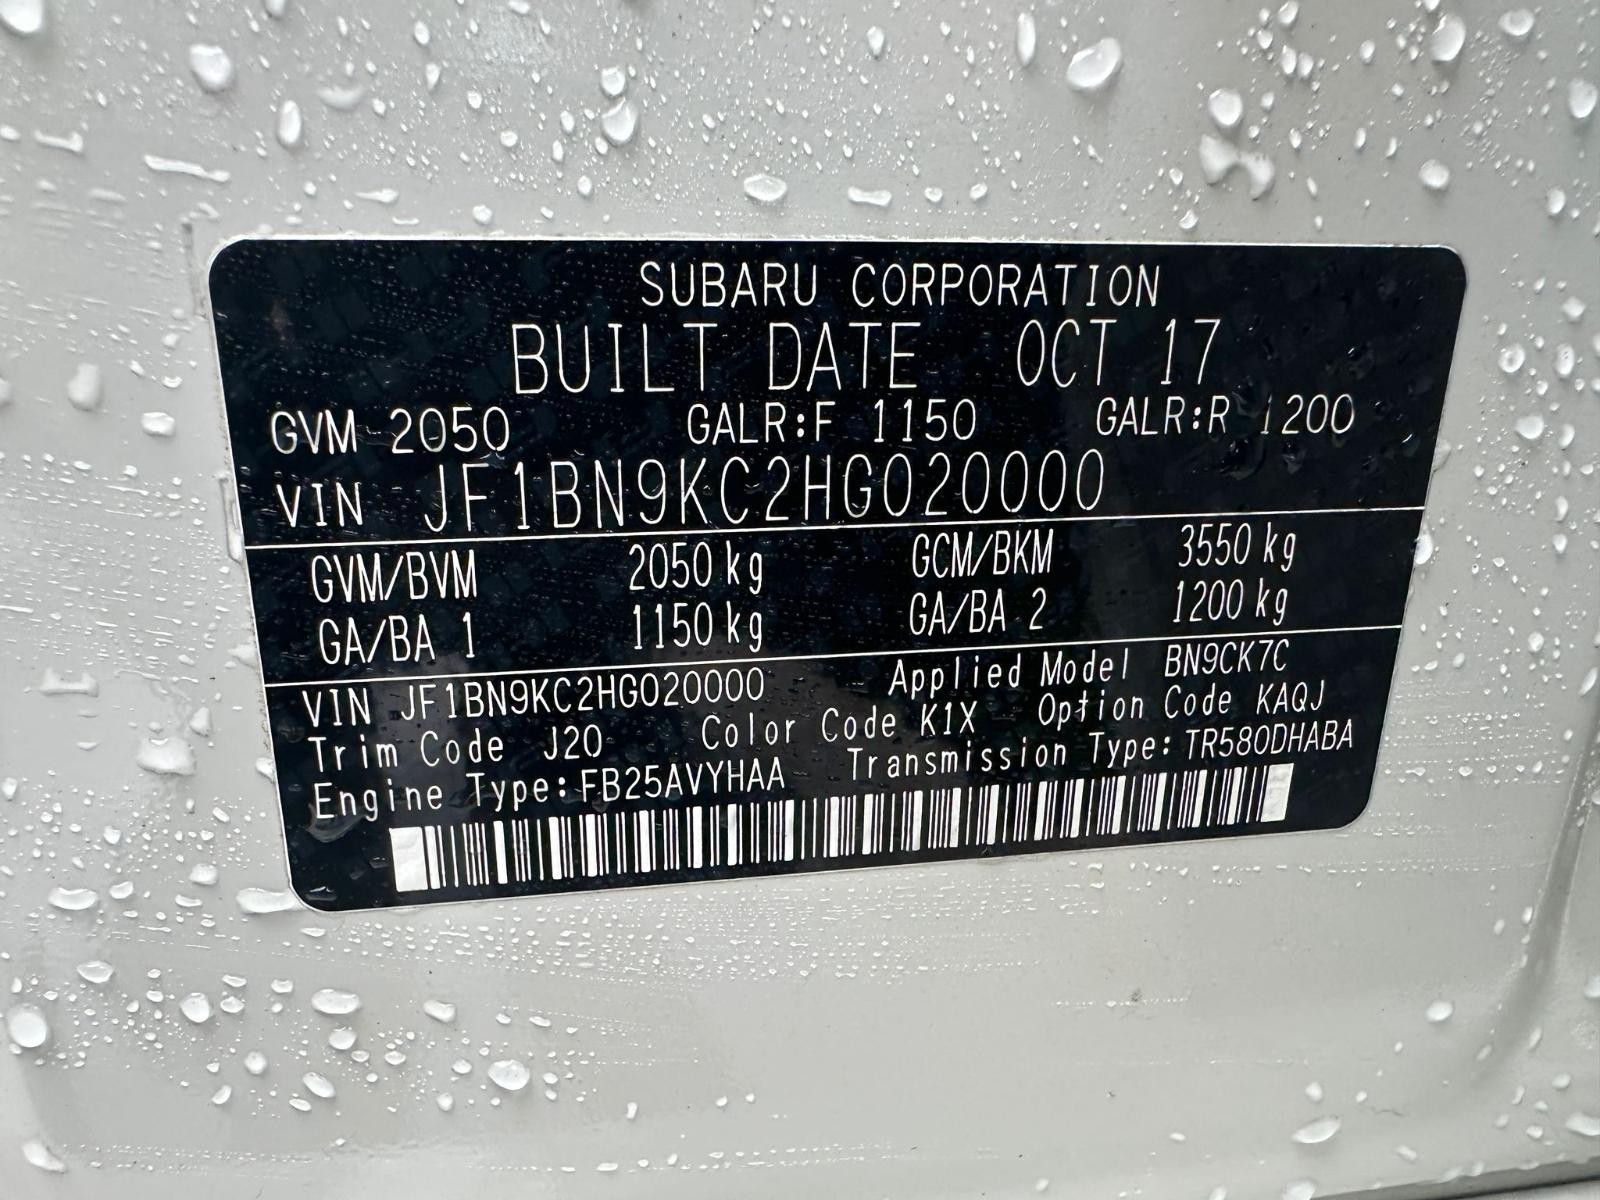 SUBARU CORPORATION
BUILT DATE OCT 17
GVM 2050 GALR:F 1150 GALR:R 1200
VIN JF1BN9KC2HG020000
GVM/BVM 2050 kg GCM/BKM 3550 kg
GA/BA 1 1150 kg GA/BA 2 1200 kg
VIN JF1BN9KC2HG020000 Applied Model BN9CK7C
Trim Code J20 Color Code K1X Option Code KAQJ
Engine Type:FB25AVYHAA Transmission Type:TR580DHABA